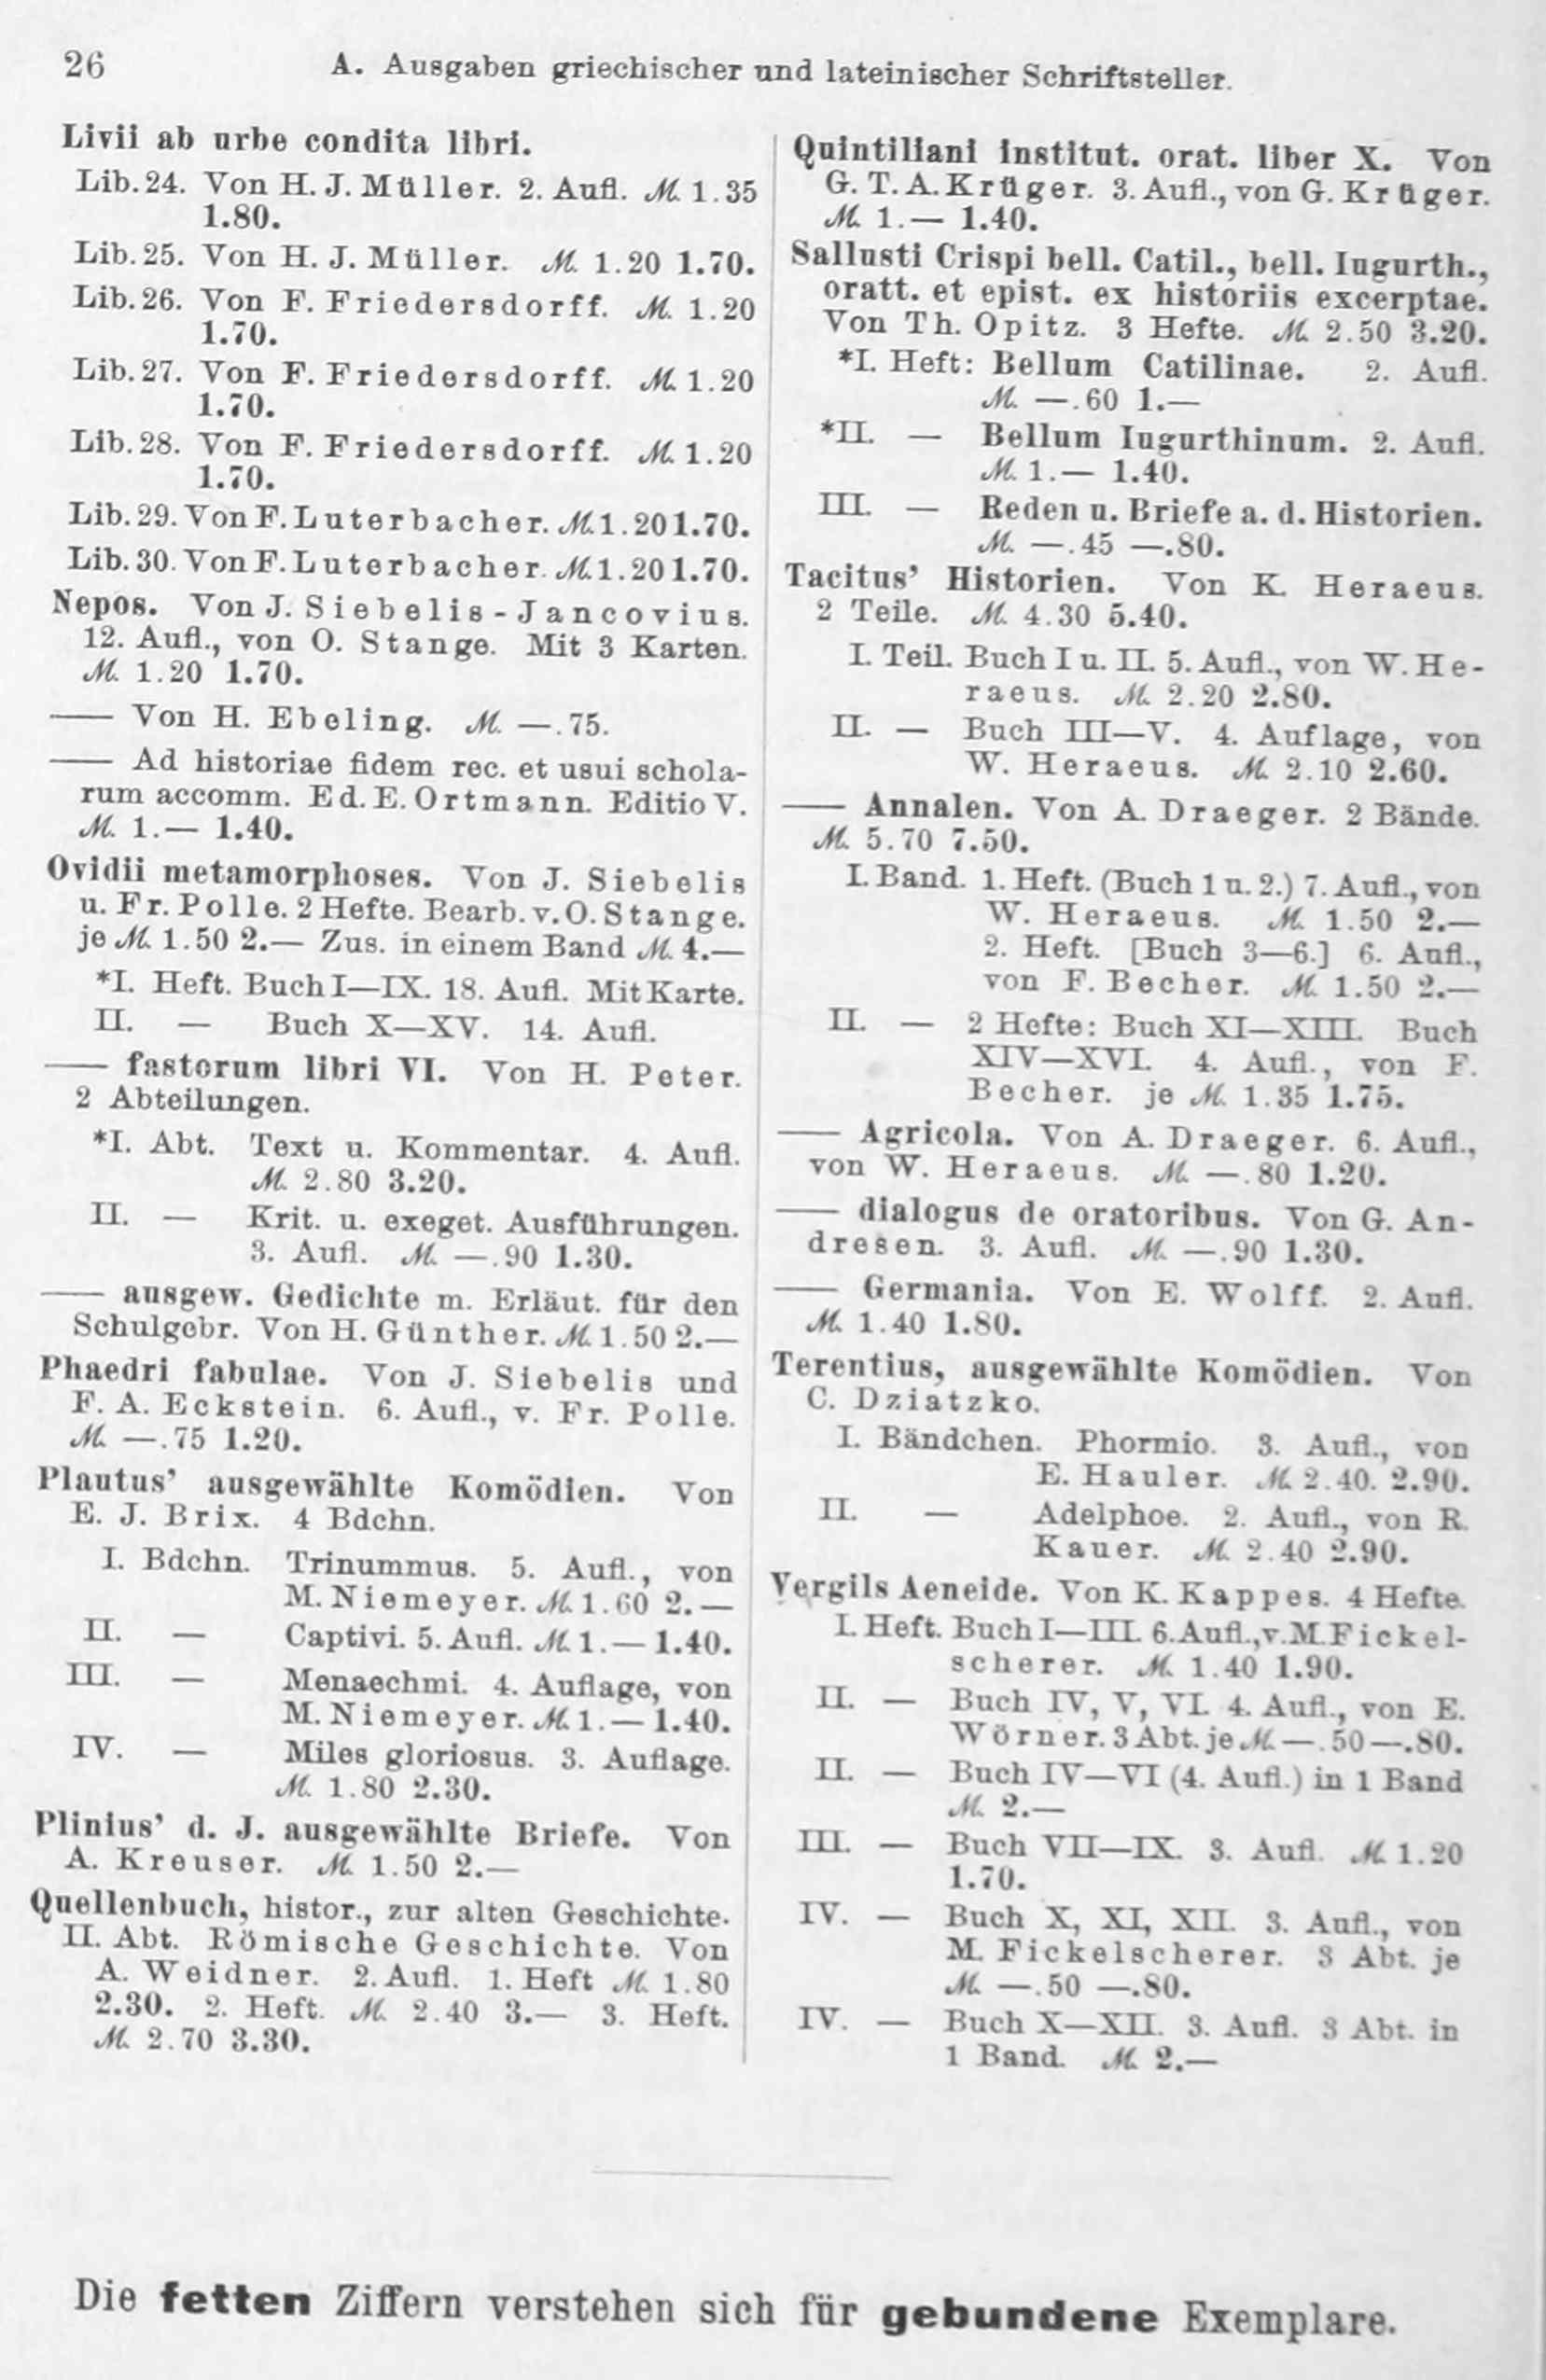 26
A. Ausgaben griechischer und lateinischer Schriftsteller.
Livii ab urbe condita libri.
Lib. 24. Von H. J. Müller. 2. Aufl. M. 1.35
1.80.
Lib. 25. Von H. J. Müller. M. 1.20 1.70.
Lib. 26. Von F. Friedersdorff. M. 1.20
1.70.
Lib. 27. Von F. Friedersdorff. M. 1.20
1.70.
Lib. 28. Von F. Friedersdorff. M. 1.20
1.70.
Lib. 29. Von F. Luterbacher. M. 1.20 1.70.
Lib. 30. Von F. Luterbacher. M. 1.20 1.70.
Nepos. Von J. Siebelis-Jancovius.
12. Aufl., von O. Stange. Mit 3 Karten.
M. 1.20 1.70.
—— Von H. Ebeling. M. —.75.
—— Ad historiae fidem rec. et usui schola-
rum accomm. Ed. E. Ortmann. Editio V.
M. 1.— 1.40.
Ovidii metamorphoses. Von J. Siebelis
u. Fr. Polle. 2 Hefte. Bearb. v. O. Stange.
je M. 1.50 2.— Zus. in einem Band M. 4.—
*I. Heft. Buch I—IX. 18. Aufl. Mit Karte.
II. — Buch X—XV. 14. Aufl.
—— fastorum libri VI. Von H. Peter.
2 Abteilungen.
*I. Abt. Text u. Kommentar. 4. Aufl.
M. 2.80 3.20.
II. — Krit. u. exeget. Ausführungen.
3. Aufl. M. —.90 1.30.
—— ausgew. Gedichte m. Erläut. für den
Schulgebr. Von H. Günther. M. 1.50 2.—
Phaedri fabulae. Von J. Siebelis und
F. A. Eckstein. 6. Aufl., v. Fr. Polle.
M. —.75 1.20.
Plautus' ausgewählte Komödien. Von
E. J. Brix. 4 Bdchn.
I. Bdchn. Trinummus. 5. Aufl., von
M. Niemeyer. M. 1.60 2.—
II. — Captivi. 5. Aufl. M. 1.— 1.40.
III. — Menaechmi. 4. Auflage, von
M. Niemeyer. M. 1.— 1.40.
IV. — Miles gloriosus. 3. Auflage.
M. 1.80 2.30.
Plinius' d. J. ausgewählte Briefe. Von
A. Kreuser. M. 1.50 2.—
Quellenbuch, histor., zur alten Geschichte.
II. Abt. Römische Geschichte. Von
A. Weidner. 2. Aufl. 1. Heft M. 1.80
2.30. 2. Heft. M. 2.40 3.— 3. Heft.
M. 2.70 3.30.
Quintiliani institut. orat. liber X. Von
G. T. A. Krüger. 3. Aufl., von G. Krüger.
M. 1.— 1.40.
Sallusti Crispi bell. Catil., bell. Iugurth.,
oratt. et epist. ex historiis excerptae.
Von Th. Opitz. 3 Hefte. M. 2.50 3.20.
*I. Heft: Bellum Catilinae. 2. Aufl.
M. —.60 1.—
*II. — Bellum Iugurthinum. 2. Aufl.
M. 1.— 1.40.
III. — Reden u. Briefe a. d. Historien.
M. —.45 —.80.
Tacitus' Historien. Von K. Heraeus.
2 Teile. M. 4.30 5.40.
I. Teil. Buch I u. II. 5. Aufl., von W. He-
raeus. M. 2.20 2.80.
II. — Buch III—V. 4. Auflage, von
W. Heraeus. M. 2.10 2.60.
—— Annalen. Von A. Draeger. 2 Bände.
M. 5.70 7.50.
I. Band. 1. Heft. (Buch 1 u. 2.) 7. Aufl., von
W. Heraeus. M. 1.50 2.—
2. Heft. [Buch 3—6.] 6. Aufl.,
von F. Becher. M. 1.50 2.—
II. — 2 Hefte: Buch XI—XIII. Buch
XIV—XVI. 4. Aufl., von F.
Becher. je M. 1.35 1.75.
—— Agricola. Von A. Draeger. 6. Aufl.,
von W. Heraeus. M. —.80 1.20.
—— dialogus de oratoribus. Von G. An-
dresen. 3. Aufl. M. —.90 1.30.
—— Germania. Von E. Wolff. 2. Aufl.
M. 1.40 1.80.
Terentius, ausgewählte Komödien. Von
C. Dziatzko.
I. Bändchen. Phormio. 3. Aufl., von
E. Hauler. M. 2.40. 2.90.
II. — Adelphoe. 2. Aufl., von R.
Kauer. M. 2.40 2.90.
Vergils Aeneide. Von K. Kappes. 4 Hefte.
I. Heft. Buch I—III. 6. Aufl., v. M. Fickel-
scherer. M. 1.40 1.90.
II. — Buch IV, V, VI. 4. Aufl., von E.
Wörner. 3 Abt. je M. —.50 —.80.
II. — Buch IV—VI (4. Aufl.) in 1 Band
M. 2.—
III. — Buch VII—IX. 3. Aufl. M. 1.20
1.70.
IV. — Buch X, XI, XII. 3. Aufl., von
M. Fickelscherer. 3 Abt. je
M. —.50 —.80.
IV. — Buch X—XII. 3. Aufl. 3 Abt. in
1 Band. M. 2.—
Die fetten Ziffern verstehen sich für gebundene Exemplare.